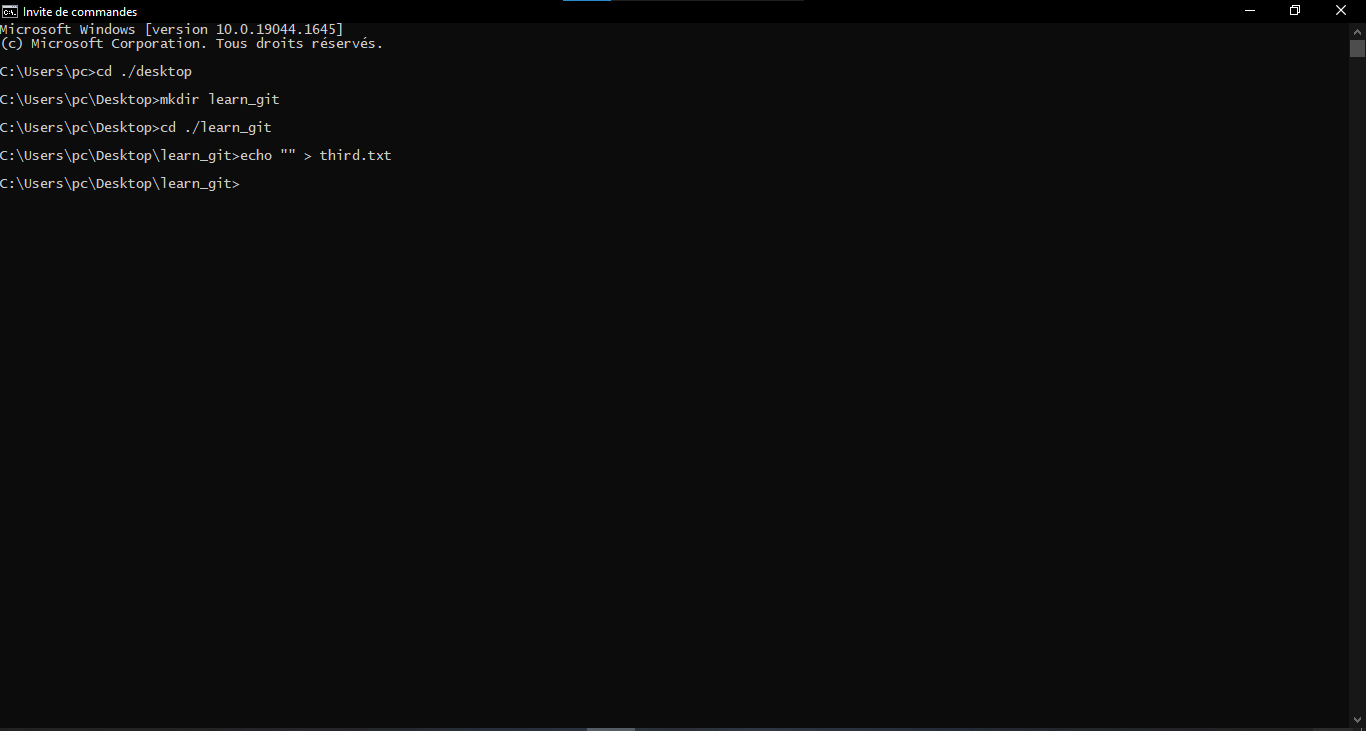 Invite de commandes
Microsoft Windows [version 10.0.19044.1645]
(c) Microsoft Corporation. Tous droits réservés.
C:\Users\pc>cd ./desktop
C:\Users\pc\Desktop>mkdir learn_git
C:\Users\pc\Desktop>cd ./learn_git
C:\Users\pc\Desktop\learn_git>echo "" > third.txt
C:\Users\pc\Desktop\learn_git>